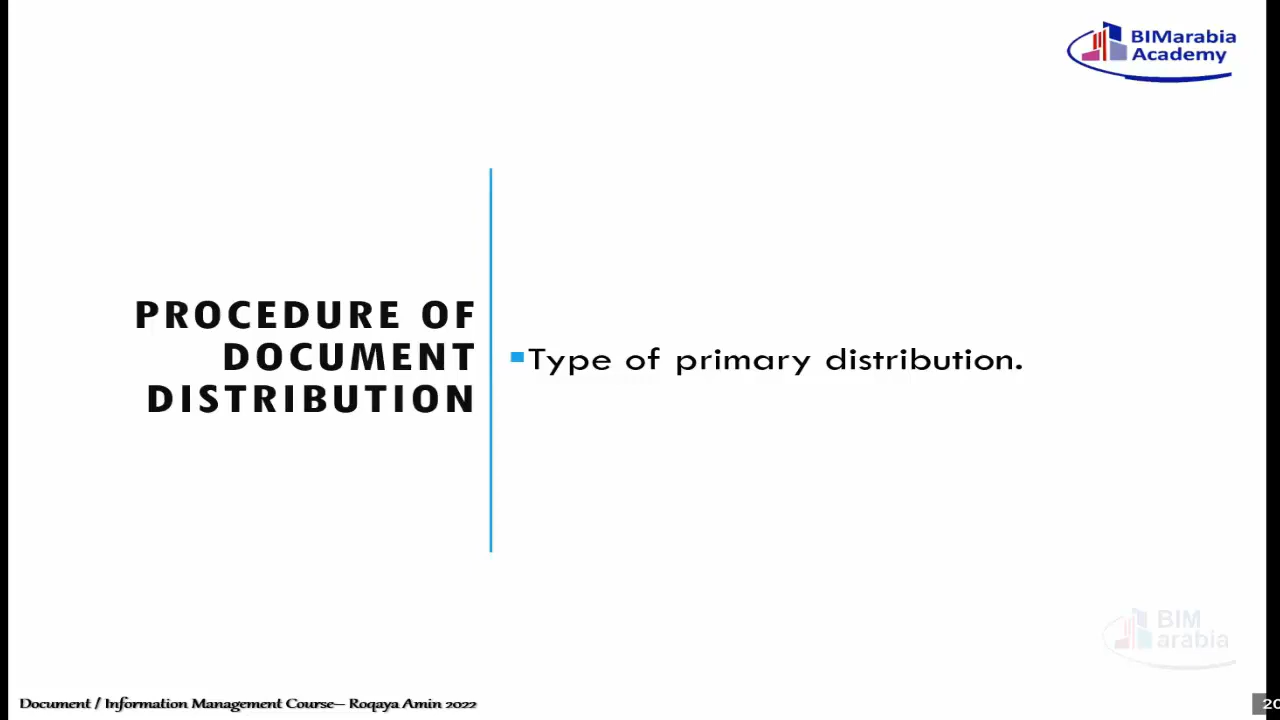 BIMarabia
Academy
PROCEDURE OF
DOCUMENT
DISTRIBUTION
Type of primary distribution.
BIM
arabia
Document / Information Management Course– Roqaya Amin 2022